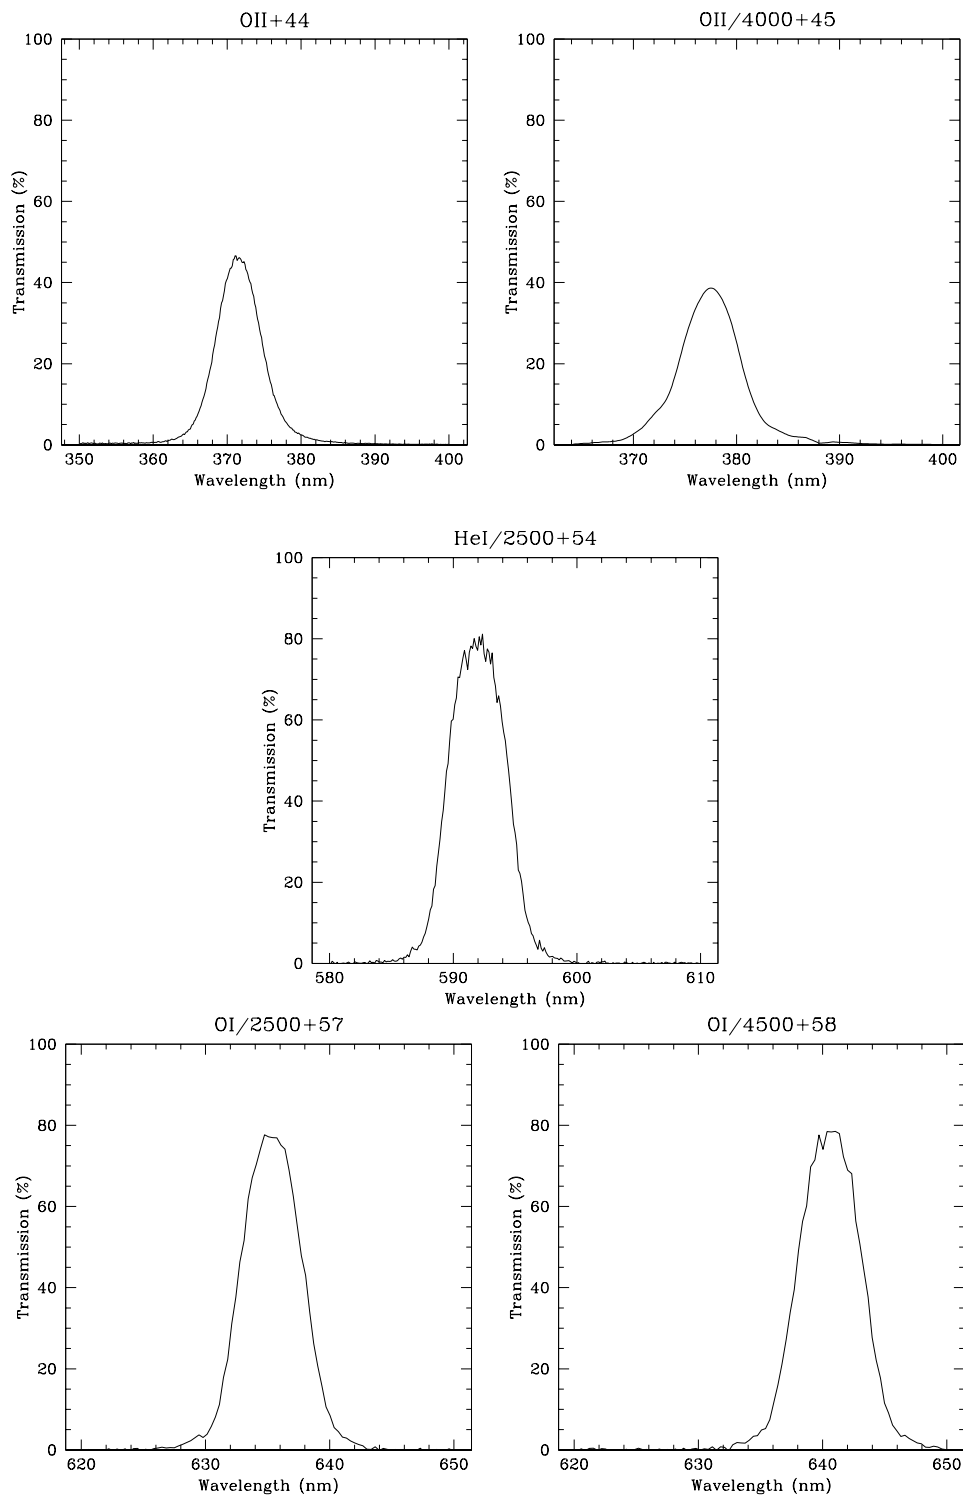 OII+44
100
80
60
40
20
0
Transmission (%)
350 360 370 380 390 400
Wavelength (nm)
OII/4000+45
100
80
60
40
20
0
Transmission (%)
370 380 390 400
Wavelength (nm)
HeI/2500+54
100
80
60
40
20
0
Transmission (%)
580 590 600 610
Wavelength (nm)
OI/2500+57
100
80
60
40
20
0
Transmission (%)
620 630 640 650
Wavelength (nm)
OI/4500+58
100
80
60
40
20
0
Transmission (%)
620 630 640 650
Wavelength (nm)